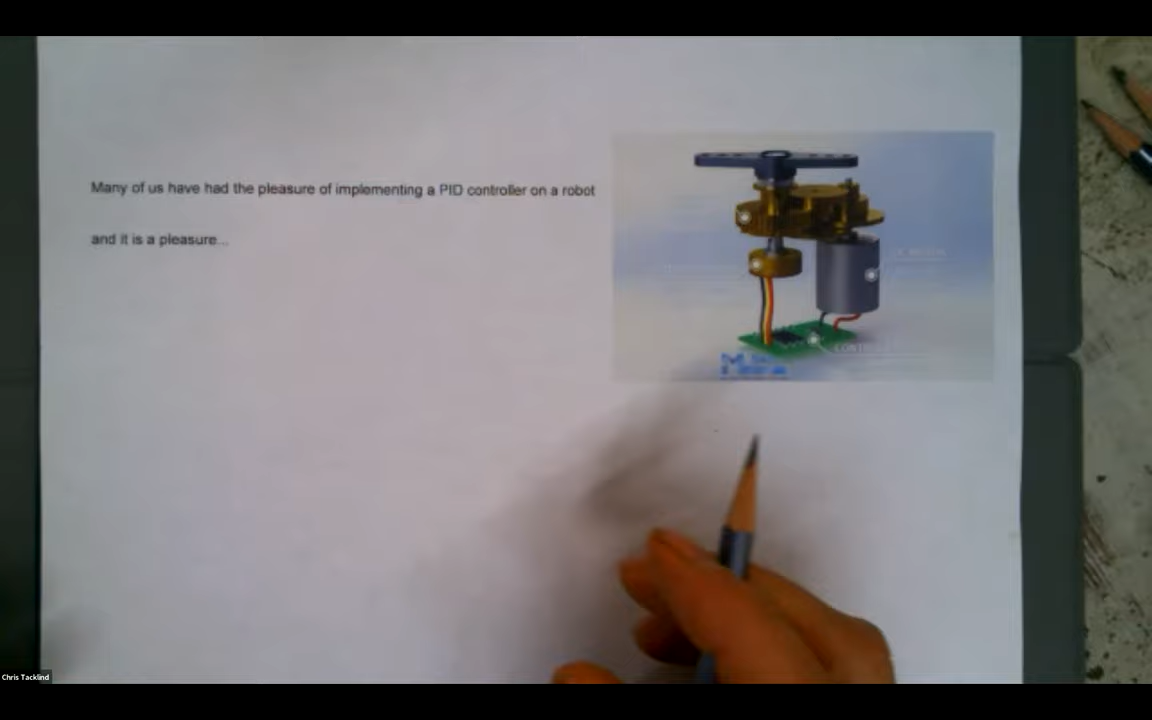 Many of us have had the pleasure of implementing a PID controller on a robot
and it is a pleasure...
Chris Tacklind